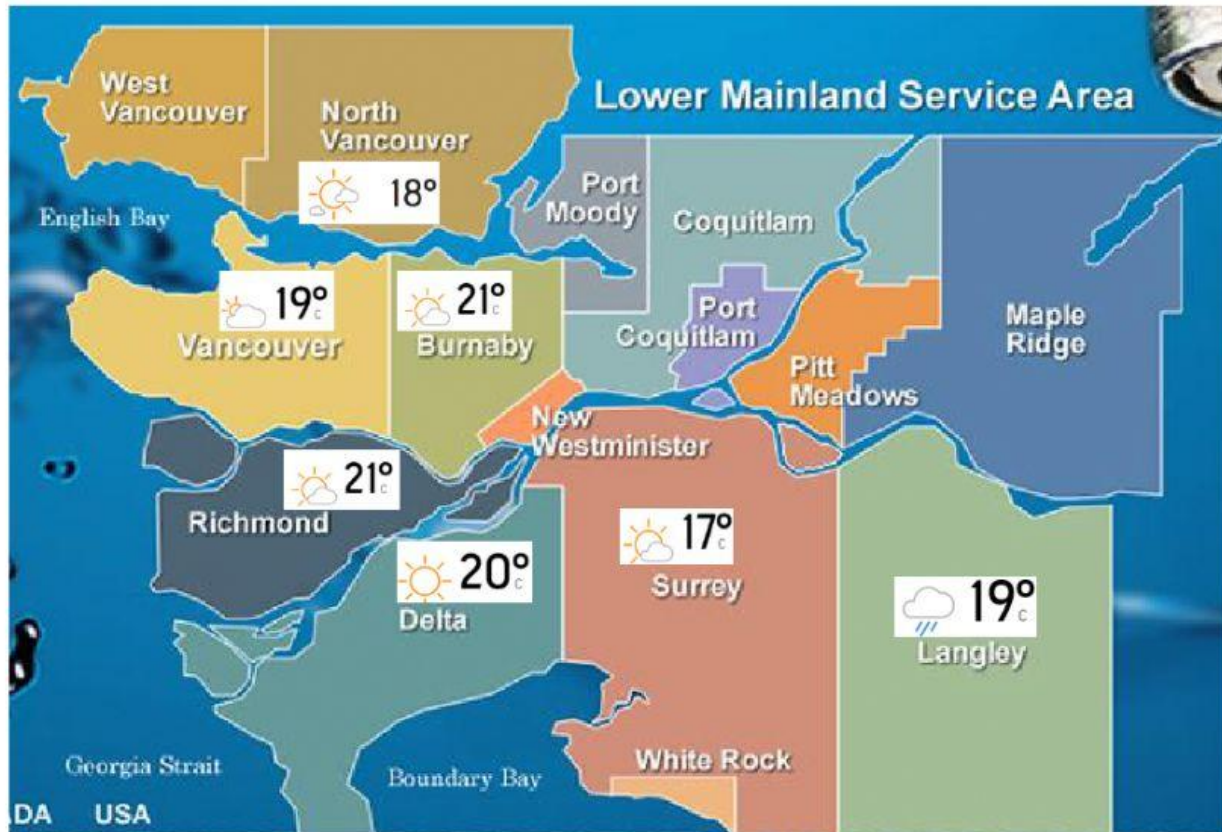 West
Vancouver
North
Vancouver
18°
Lower Mainland Service Area
English Bay
Port
Moody
Coquitlam
19°c
Vancouver
21°c
Burnaby
Port
Coquitlam
Maple
Ridge
Pitt
Meadows
New
Westminister
21°c
Richmond
20°c
Delta
17°c
Surrey
19°c
Langley
White Rock
Georgia Strait
Boundary Bay
ADA USA